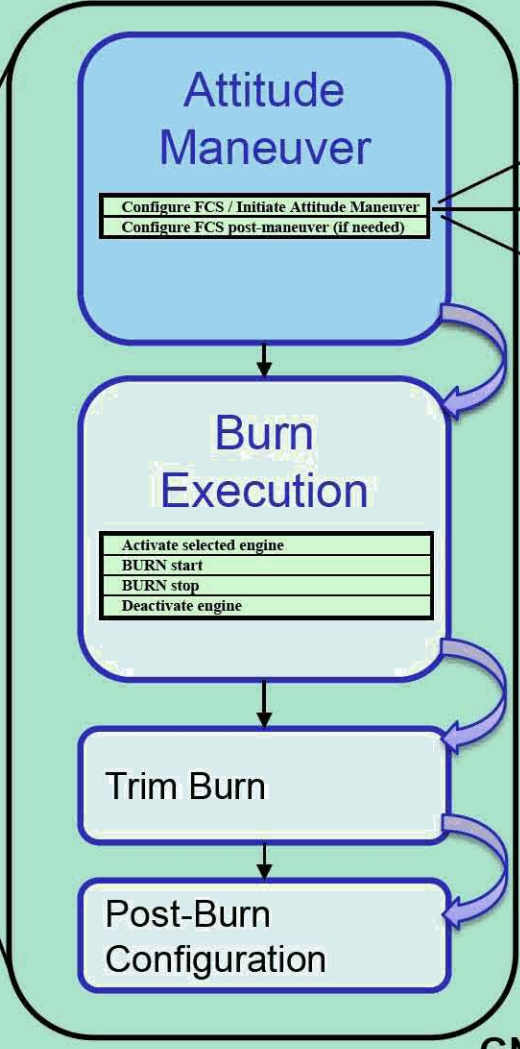 Attitude
Maneuver
Configure FCS / Initiate Attitude Maneuver
Configure FCS post-maneuver (if needed)
Burn
Execution
Activate selected engine
BURN start
BURN stop
Deactivate engine
Trim Burn
Post-Burn
Configuration